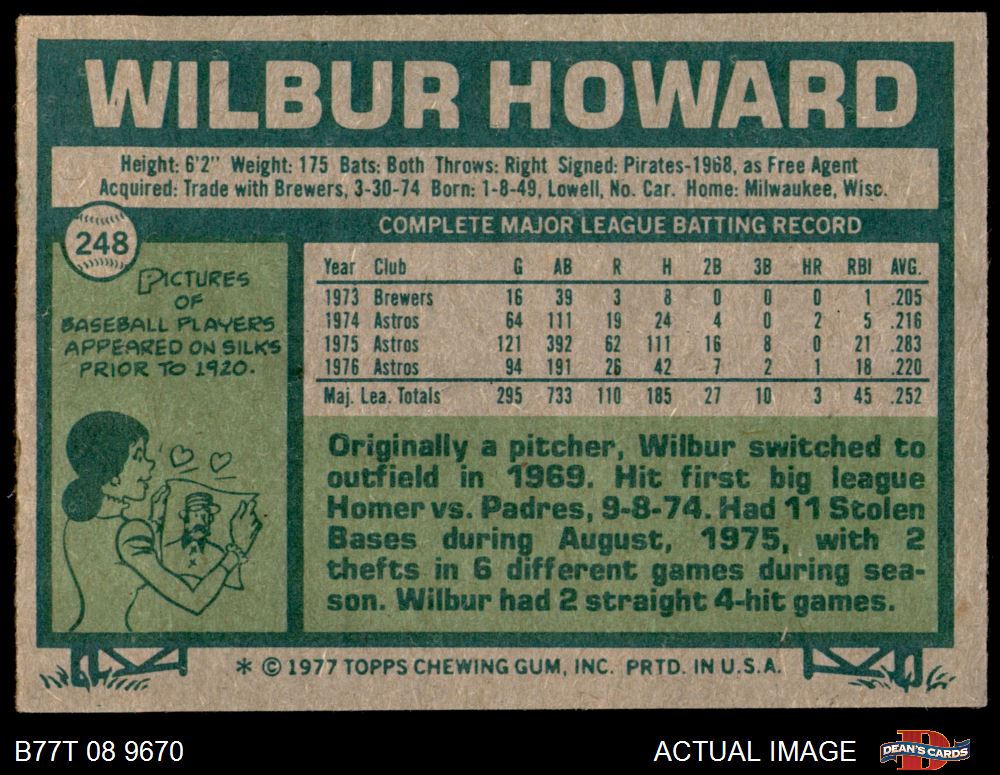 WILBUR HOWARD
Height: 6'2" Weight: 175 Bats: Both Throws: Right Signed: Pirates-1968, as Free Agent
Acquired: Trade with Brewers, 3-30-74 Born: 1-8-49, Lowell, No. Car. Home: Milwaukee, Wisc.
248
PICTURES
OF
BASEBALL PLAYERS
APPEARED ON SILKS
PRIOR TO 1920.
COMPLETE MAJOR LEAGUE BATTING RECORD
Year Club G AB R H 2B 3B HR RBI AVG.
1973 Brewers 16 39 3 8 0 0 0 1 .205
1974 Astros 64 111 19 24 4 0 2 5 .216
1975 Astros 121 392 62 111 16 8 0 21 .283
1976 Astros 94 191 26 42 7 2 1 18 .220
Maj. Lea. Totals 295 733 110 185 27 10 3 45 .252
Originally a pitcher, Wilbur switched to
outfield in 1969. Hit first big league
Homer vs. Padres, 9-8-74. Had 11 Stolen
Bases during August, 1975, with 2
thefts in 6 different games during sea-
son. Wilbur had 2 straight 4-hit games.
* © 1977 TOPPS CHEWING GUM, INC. PRTD. IN U.S.A.
B77T 08 9670
ACTUAL IMAGE
D
DEAN'S CARDS